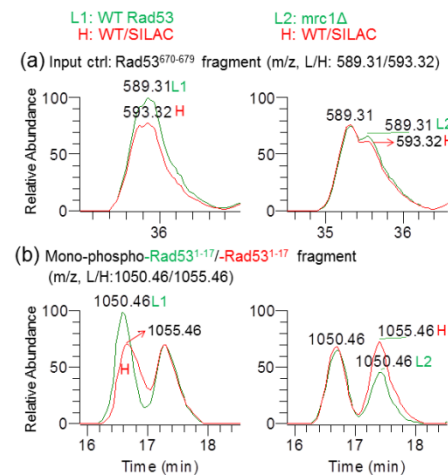 L1: WT Rad53 L2: mrc1Δ
H: WT/SILAC H: WT/SILAC
(a) Input ctrl: Rad53⁶⁷⁰⁻⁶⁷⁹ fragment (m/z, L/H: 589.31/593.32)
589.31 L1
593.32 H
589.31
589.31 L2
593.32 H
Relative Abundance
100
50
0
36
100
50
0
35 36
(b) Mono-phospho-Rad53¹⁻¹⁷/-Rad53¹⁻¹⁷ fragment
(m/z, L/H:1050.46/1055.46)
1050.46 L1
1055.46
H
1050.46
1055.46 H
1050.46
L2
Relative Abundance
100
50
0
16 17 18
Time (min)
100
50
0
16 17 18
Time (min)